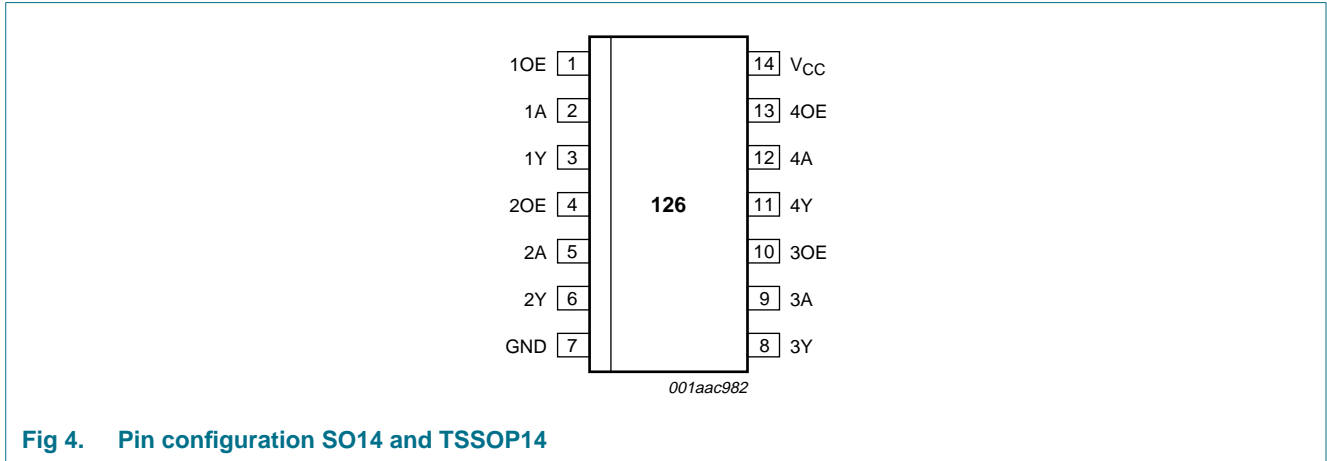 1OE 1 14 VCC
1A 2 13 4OE
1Y 3 12 4A
2OE 4 126 11 4Y
2A 5 10 3OE
2Y 6 9 3A
GND 7 8 3Y
001aac982
Fig 4. Pin configuration SO14 and TSSOP14